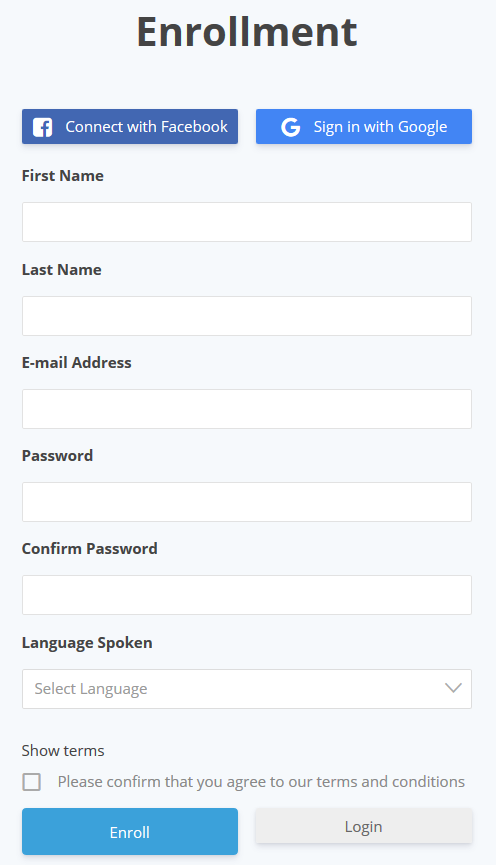 Enrollment
Connect with Facebook
Sign in with Google
First Name
Last Name
E-mail Address
Password
Confirm Password
Language Spoken
Select Language
Show terms
Please confirm that you agree to our terms and conditions
Enroll
Login